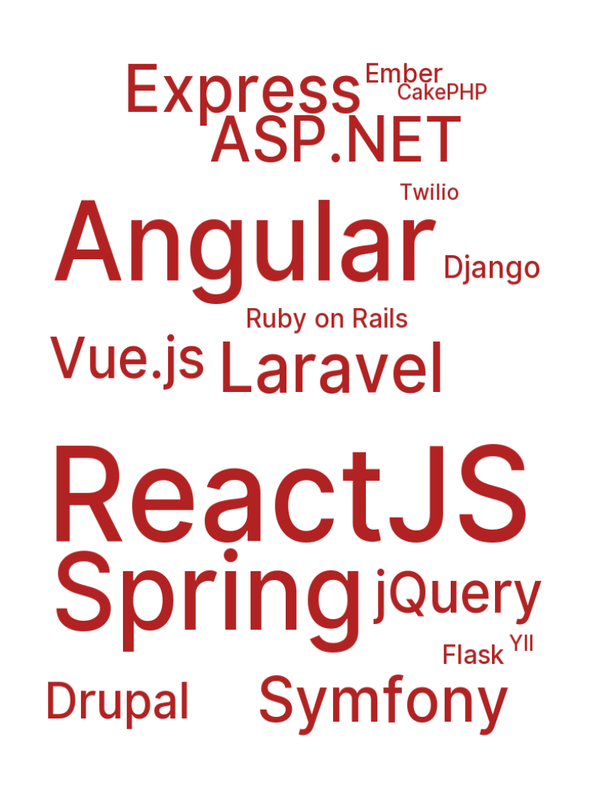 Express
Ember
CakePHP
ASP.NET
Twilio
Angular
Django
Ruby on Rails
Vue.js
Laravel
ReactJS
Spring
jQuery
YII
Flask
Drupal
Symfony